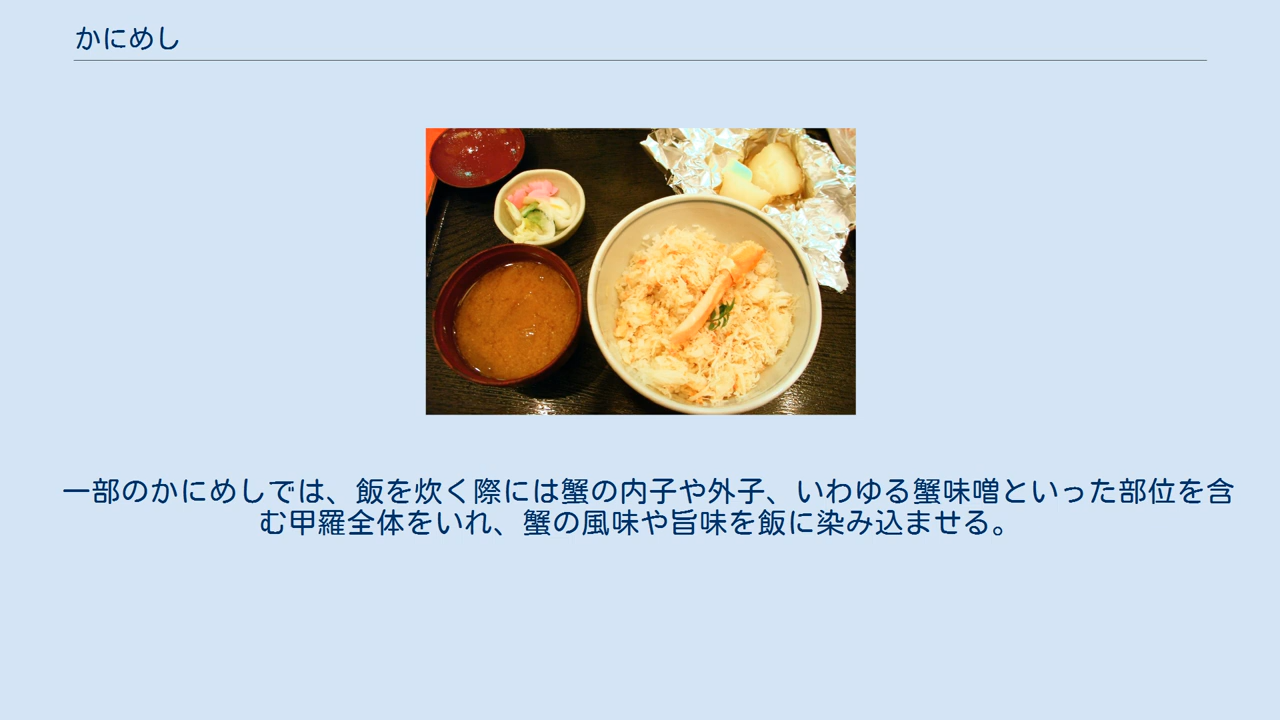 かにめし
一部のかにめしでは、飯を炊く際には蟹の内子や外子、いわゆる蟹味噌といった部位を含
む甲羅全体をいれ、蟹の風味や旨味を飯に染み込ませる。